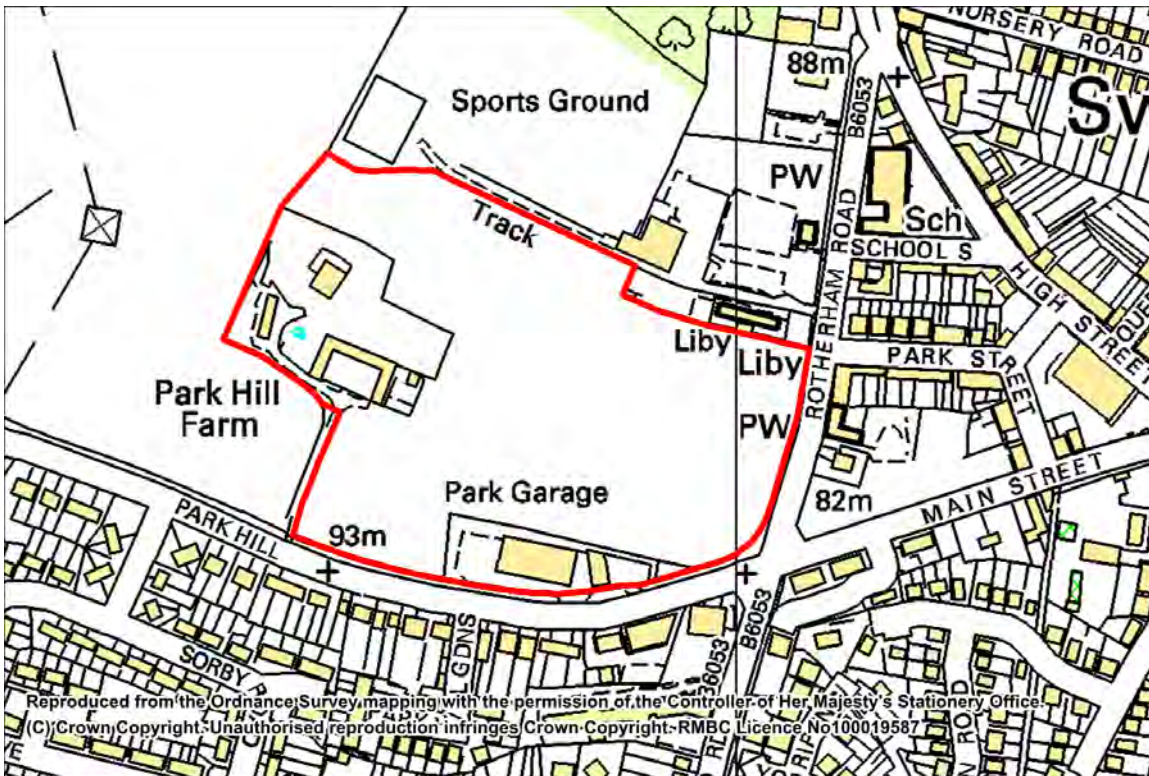 NURSERY ROAD
88m
Sports Ground
B6053
Sv
PW
Sch
Track
SCHOOL S
ROTHERHAM ROAD
HIGH STREET
Liby
Liby
PARK STREET
Park Hill
Farm
PW
Park Garage
82m
MAIN STREET
PARK HILL
93m
B6053
GDNS
SORBY
B6053
ROAD
Reproduced from the Ordnance Survey mapping with the permission of the Controller of Her Majesty's Stationery Office.
(C) Crown Copyright. Unauthorised reproduction infringes Crown Copyright. RMBC Licence No100019587